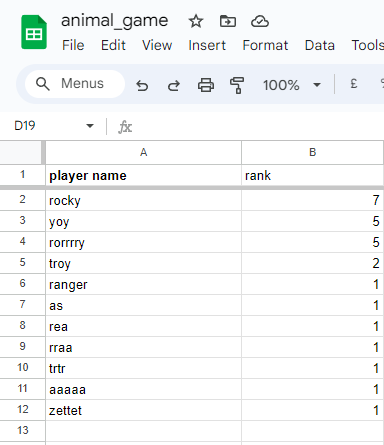 animal_game
File Edit View Insert Format Data Tools
Menus 100% £
D19 fx
A B
1 player name rank
2 rocky 7
3 yoy 5
4 rorrrry 5
5 troy 2
6 ranger 1
7 as 1
8 rea 1
9 rraa 1
10 trtr 1
11 aaaaa 1
12 zettet 1
13